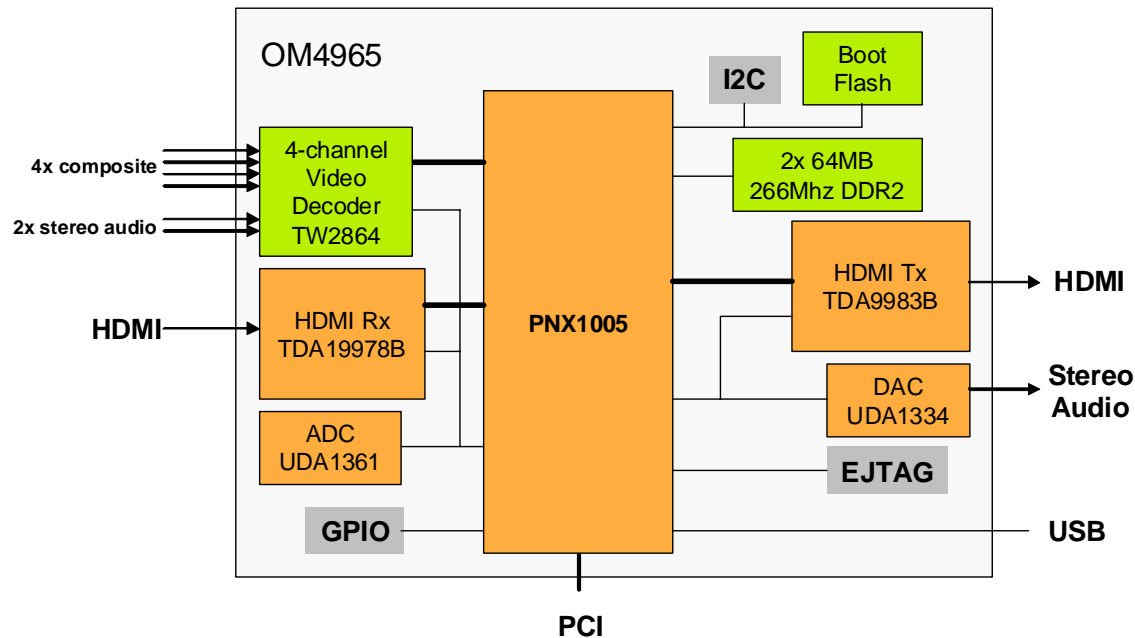 OM4965
Boot
Flash
I2C
4x composite
2x stereo audio
4-channel
Video
Decoder
TW2864
2x 64MB
266Mhz DDR2
HDMI
HDMI Rx
TDA19978B
PNX1005
HDMI Tx
TDA9983B
HDMI
ADC
UDA1361
DAC
UDA1334
Stereo
Audio
EJTAG
GPIO
USB
PCI